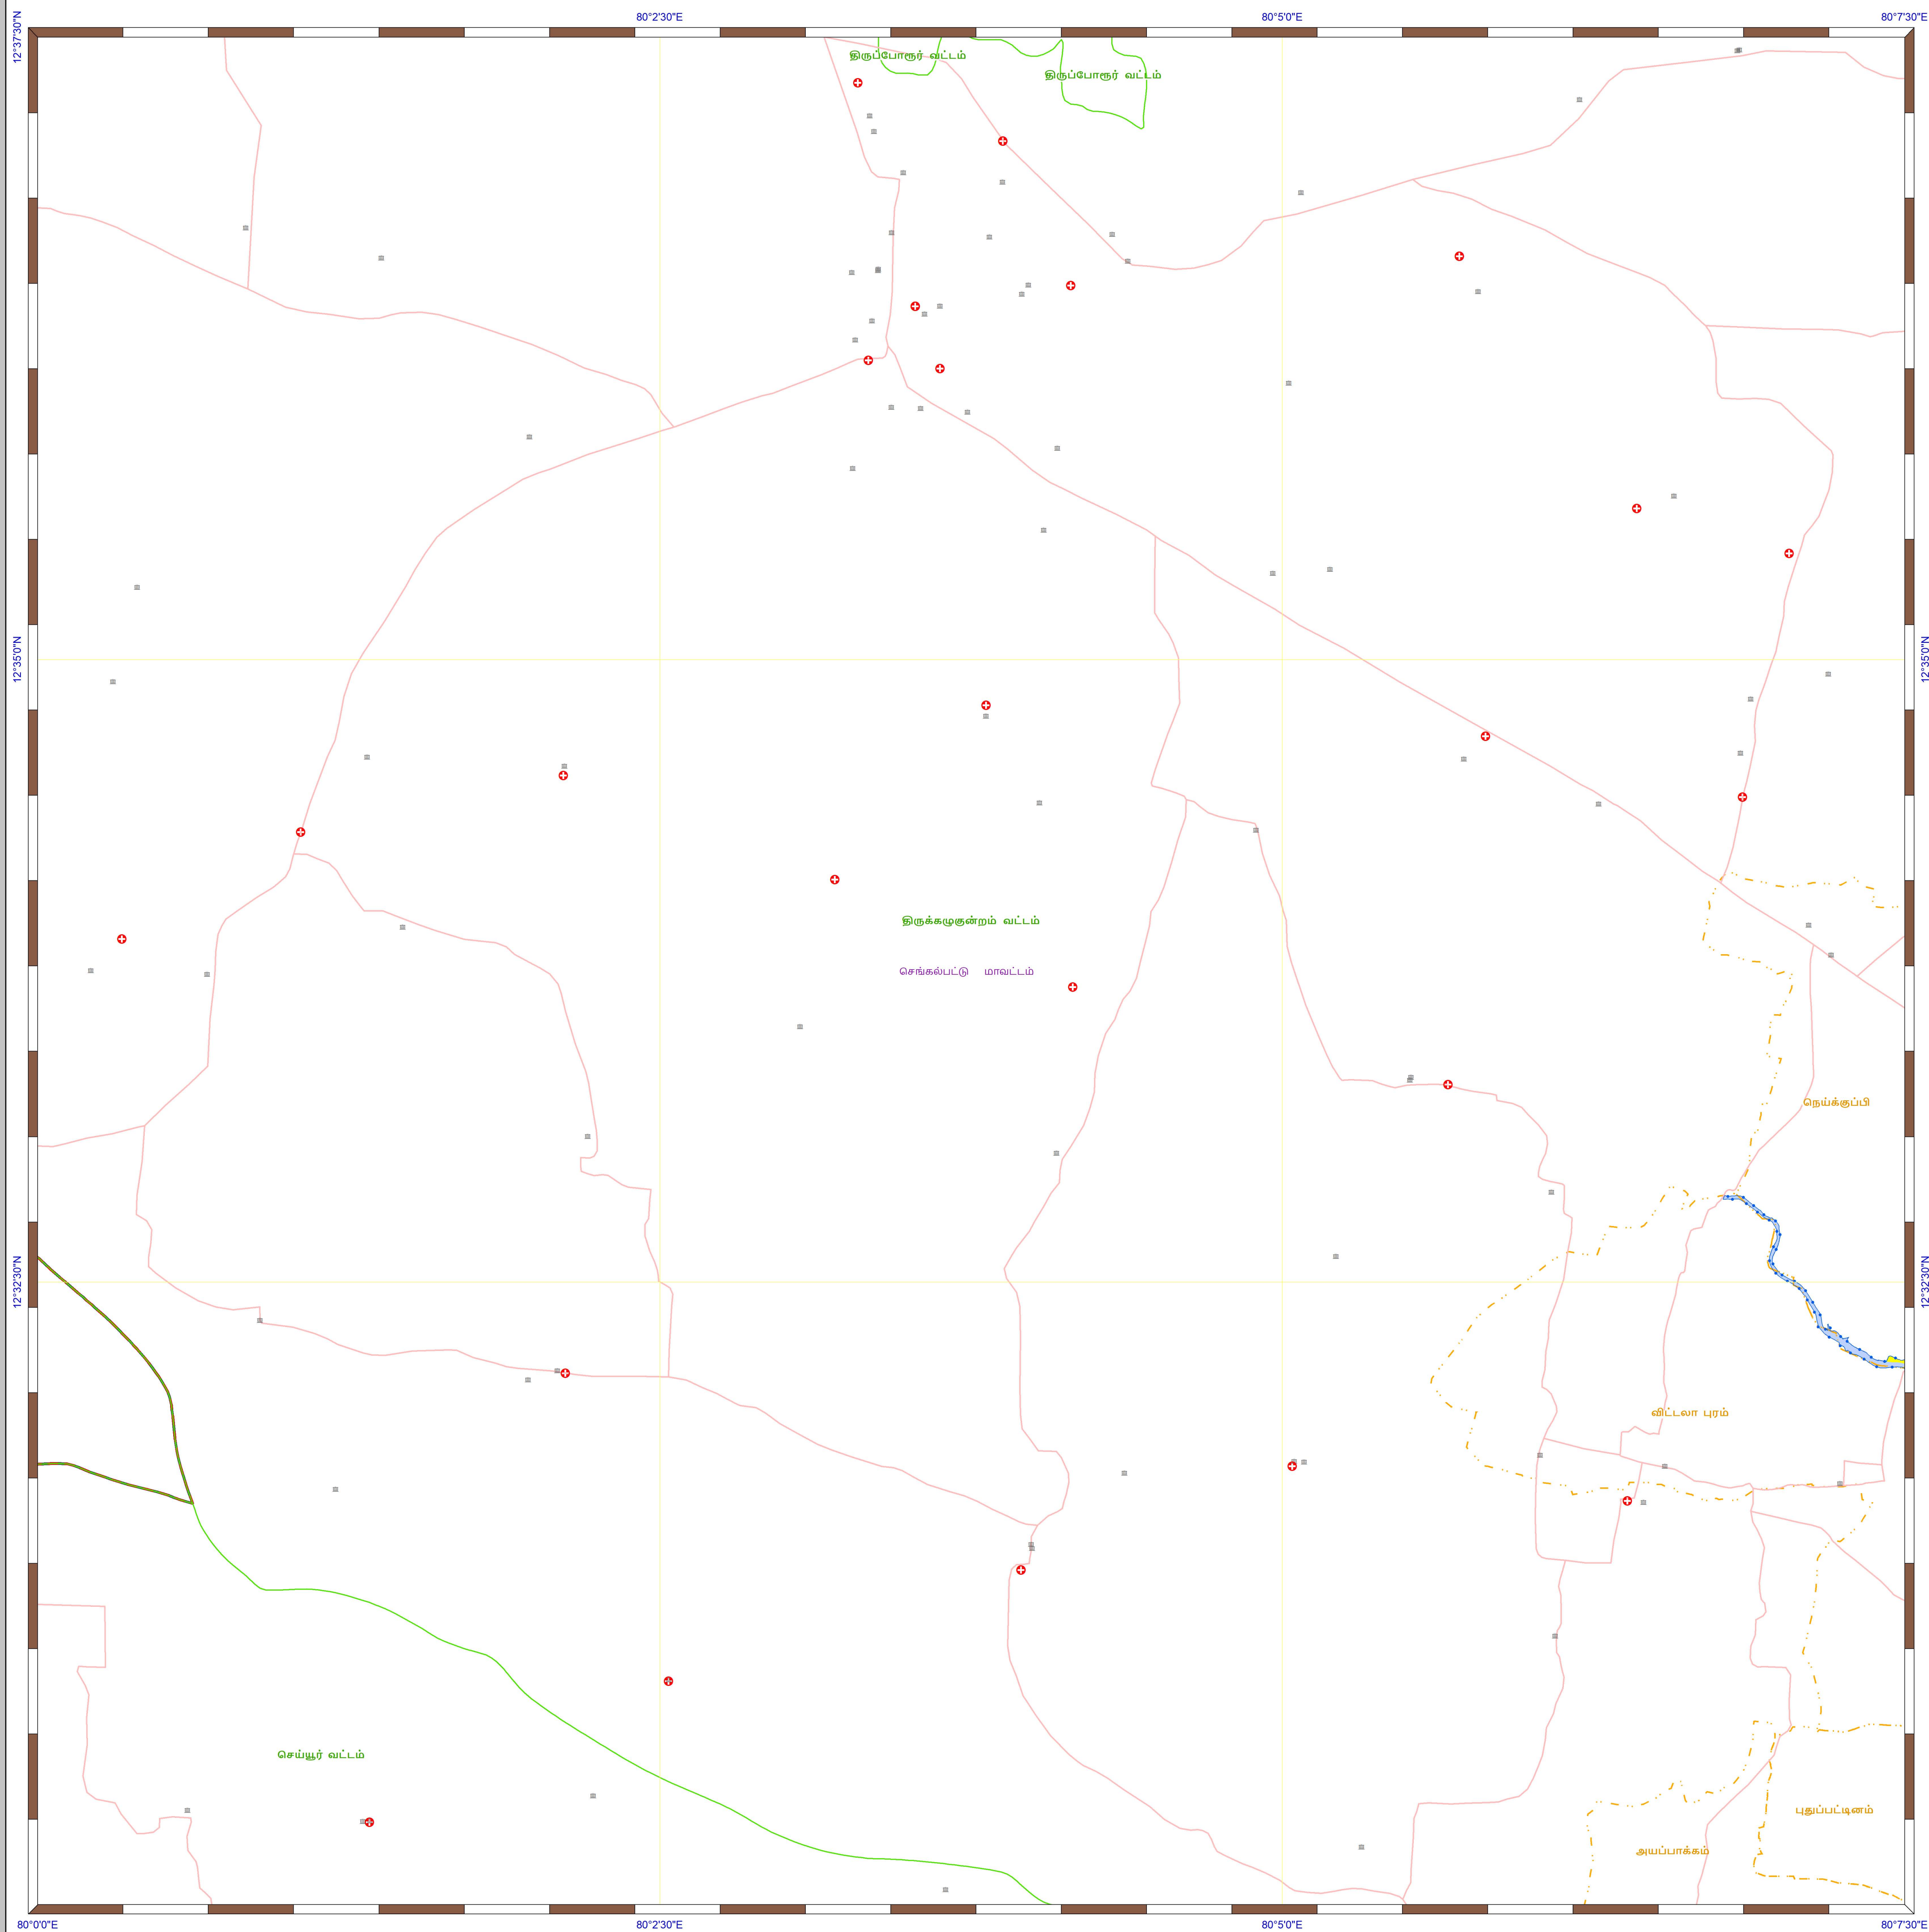 80°2'30"E
80°5'0"E
80°7'30"E
12°37'30"N
திருப்போரூர் வட்டம்
திருப்போரூர் வட்டம்
12°35'0"N
12°35'0"N
திருக்கழுகுன்றம் வட்டம்
செங்கல்பட்டு மாவட்டம்
நெய்க்குப்பி
12°32'30"N
12°32'30"N
விட்டலா புரம்
செய்யூர் வட்டம்
புதுப்பட்டினம்
அயப்பாக்கம்
80°0'0"E
80°2'30"E
80°5'0"E
80°7'30"E